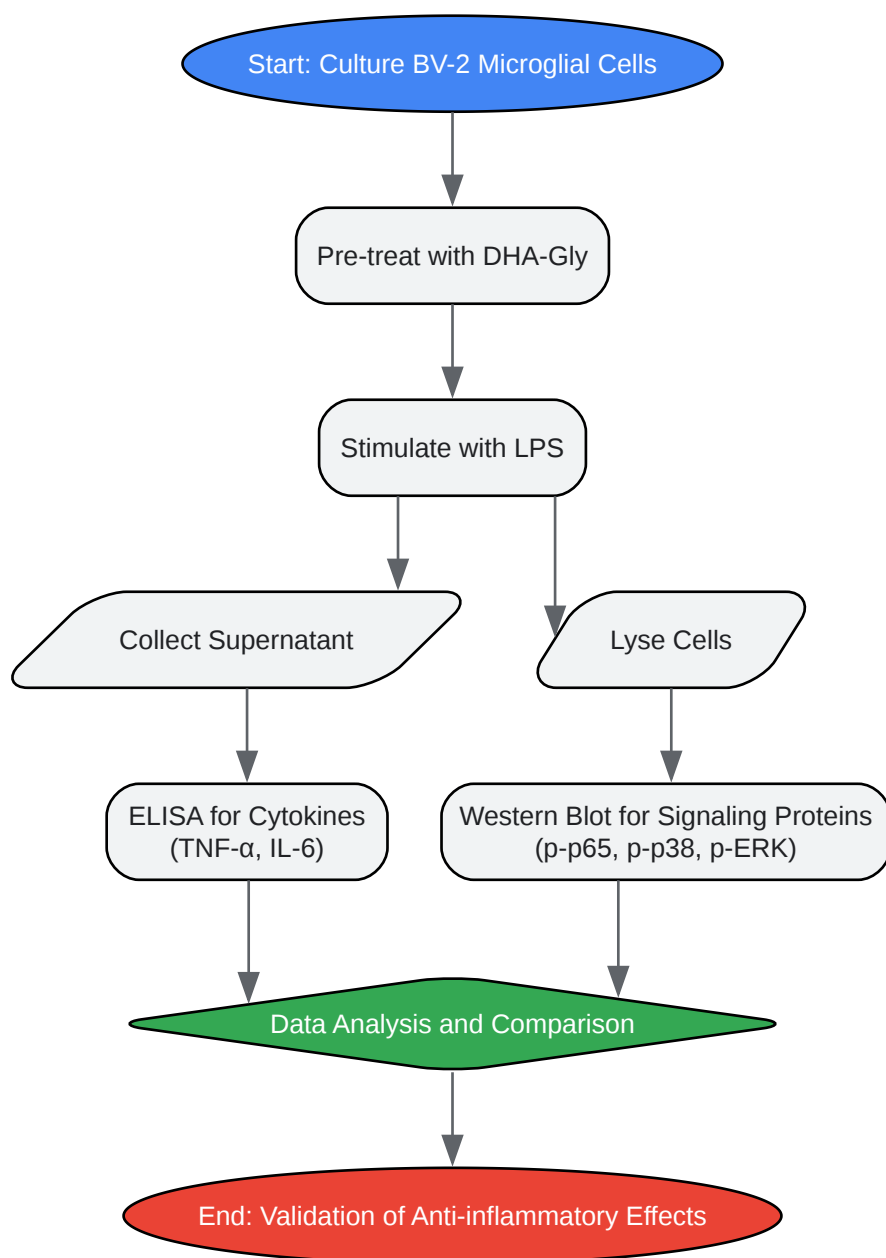 Start: Culture BV-2 Microglial Cells
Pre-treat with DHA-Gly
Stimulate with LPS
Collect Supernatant
Lyse Cells
ELISA for Cytokines
(TNF-α, IL-6)
Western Blot for Signaling Proteins
(p-p65, p-p38, p-ERK)
Data Analysis and Comparison
End: Validation of Anti-inflammatory Effects